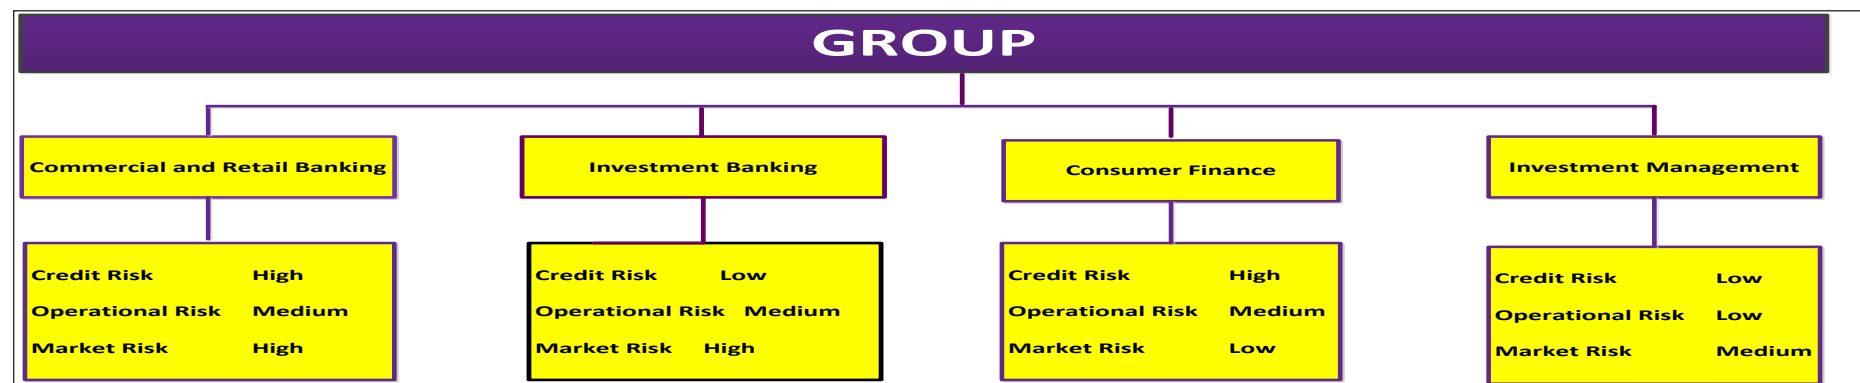 GROUP
Commercial and Retail Banking
Credit Risk High
Operational Risk Medium
Market Risk High
Investment Banking
Credit Risk Low
Operational Risk Medium
Market Risk High
Consumer Finance
Credit Risk High
Operational Risk Medium
Market Risk Low
Investment Management
Credit Risk Low
Operational Risk Low
Market Risk Medium